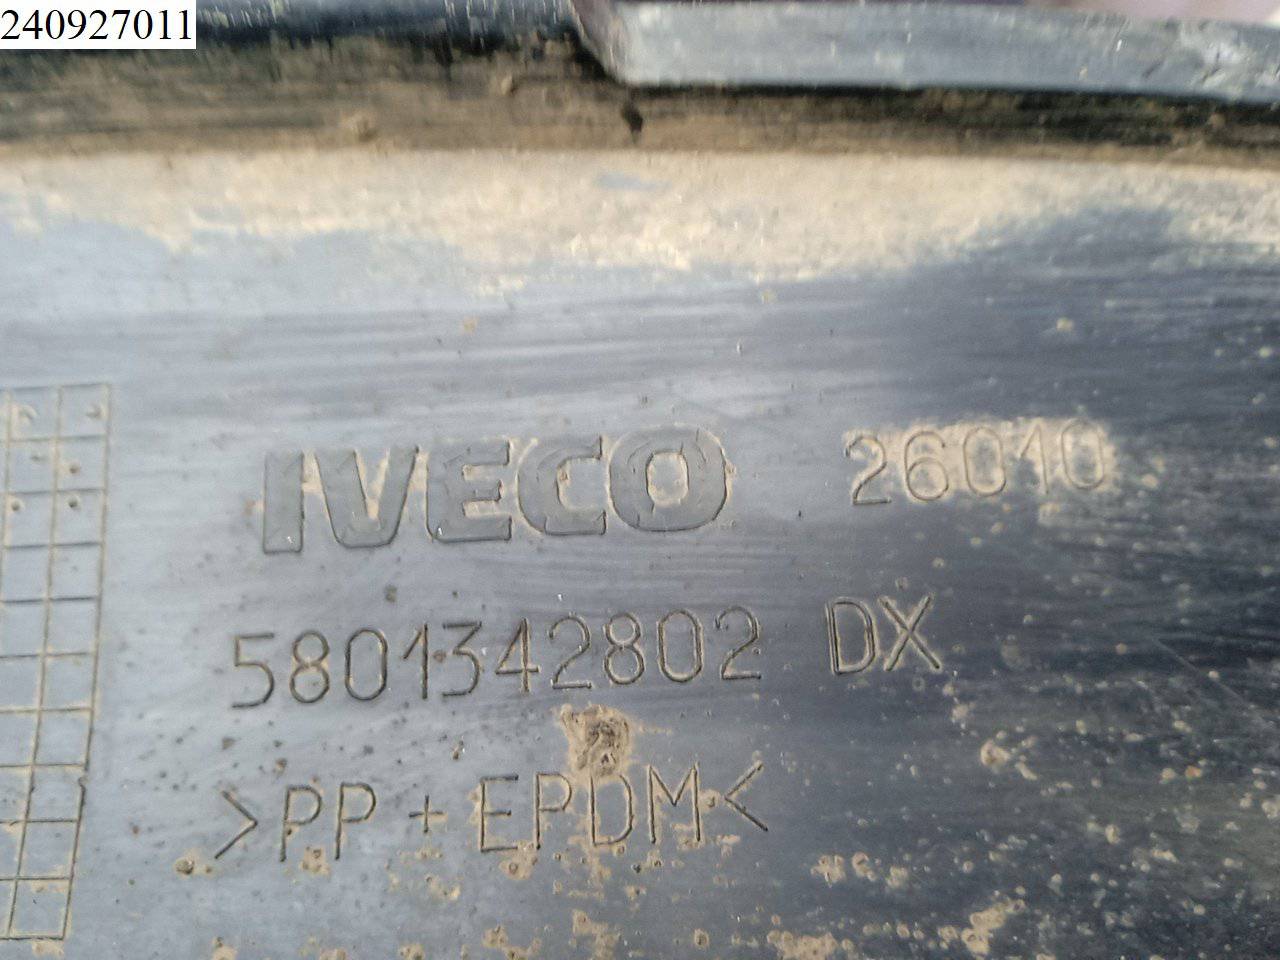 240927011
IVECO 26010
5801342802 DX
>PP + EPDM<